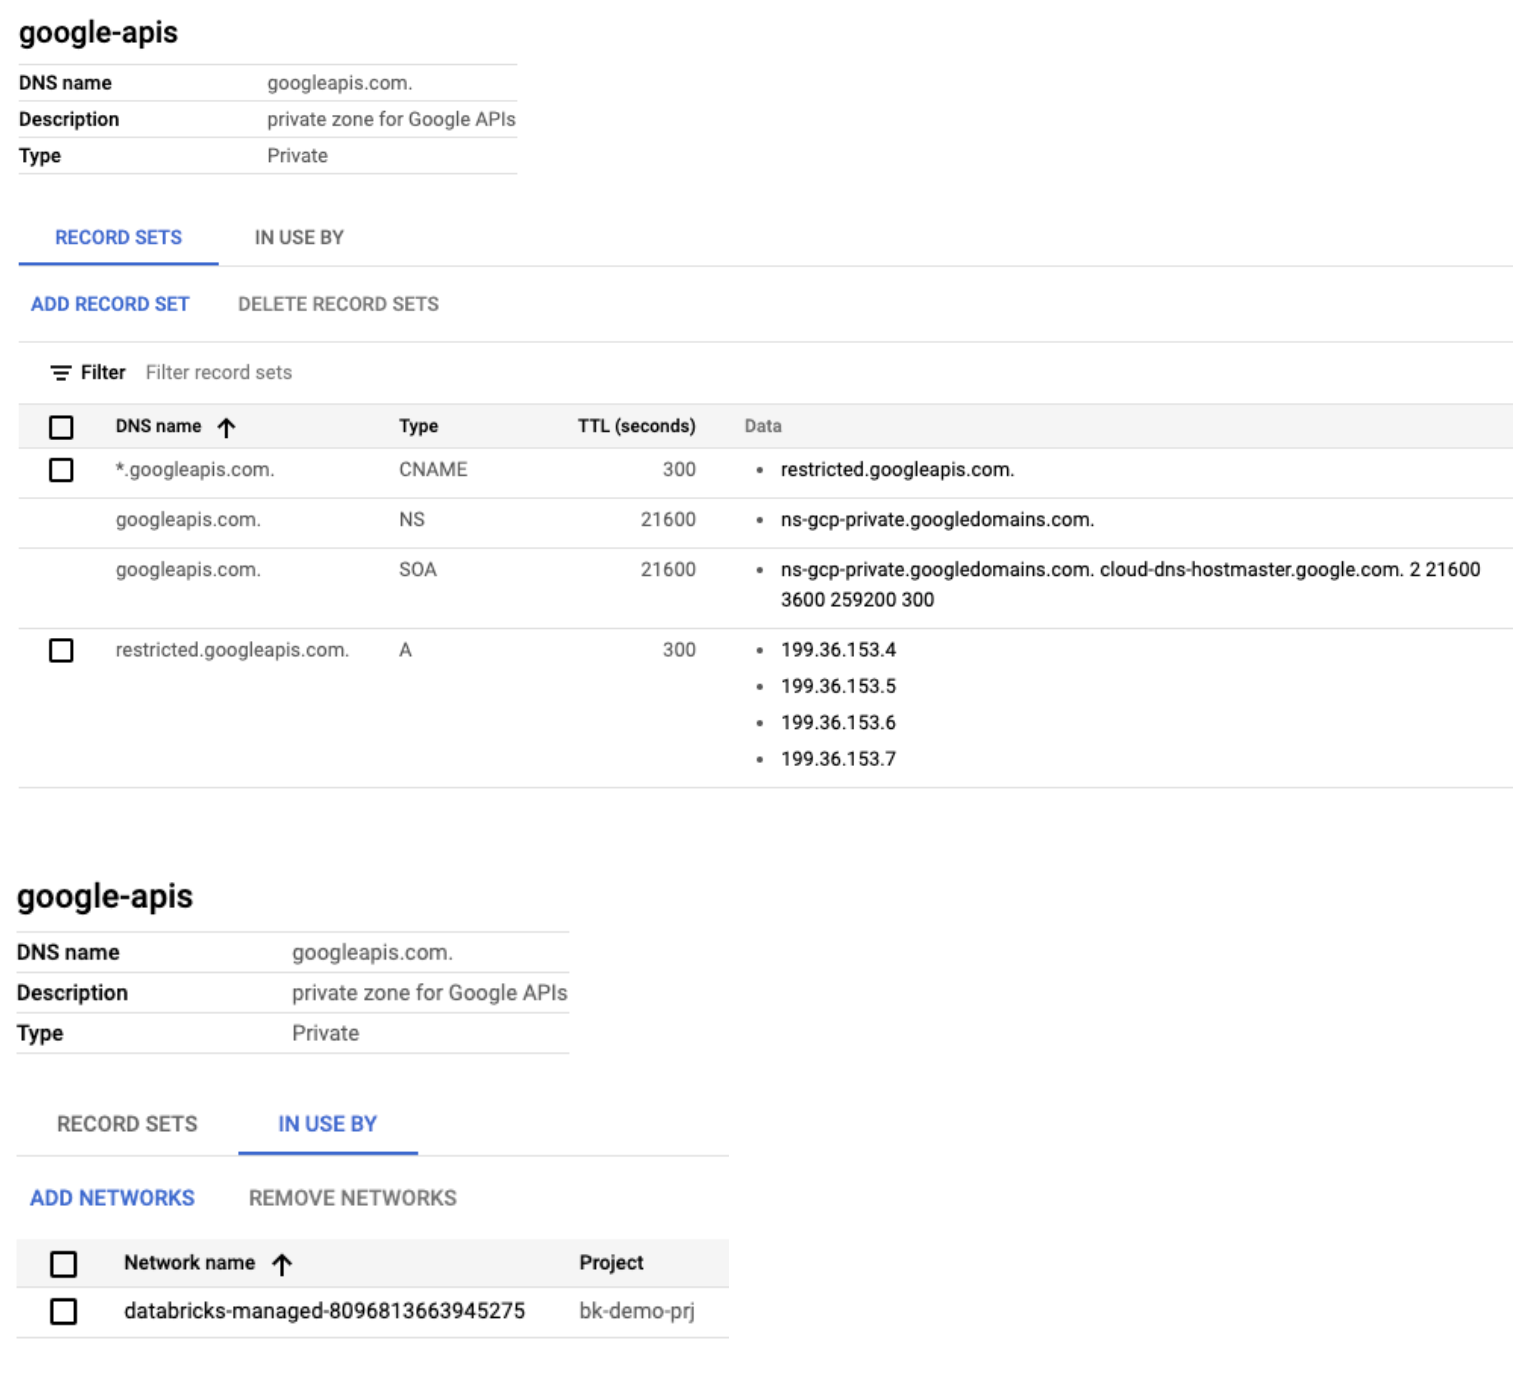 google-apis
DNS name googleapis.com.
Description private zone for Google APIs
Type Private
RECORD SETS IN USE BY
ADD RECORD SET DELETE RECORD SETS
Filter Filter record sets
DNS name Type TTL (seconds) Data
*.googleapis.com. CNAME 300 • restricted.googleapis.com.
googleapis.com. NS 21600 • ns-gcp-private.googledomains.com.
googleapis.com. SOA 21600 • ns-gcp-private.googledomains.com. cloud-dns-hostmaster.google.com. 2 21600
3600 259200 300
restricted.googleapis.com. A 300 • 199.36.153.4
• 199.36.153.5
• 199.36.153.6
• 199.36.153.7
google-apis
DNS name googleapis.com.
Description private zone for Google APIs
Type Private
RECORD SETS IN USE BY
ADD NETWORKS REMOVE NETWORKS
Network name Project
databricks-managed-8096813663945275 bk-demo-prj